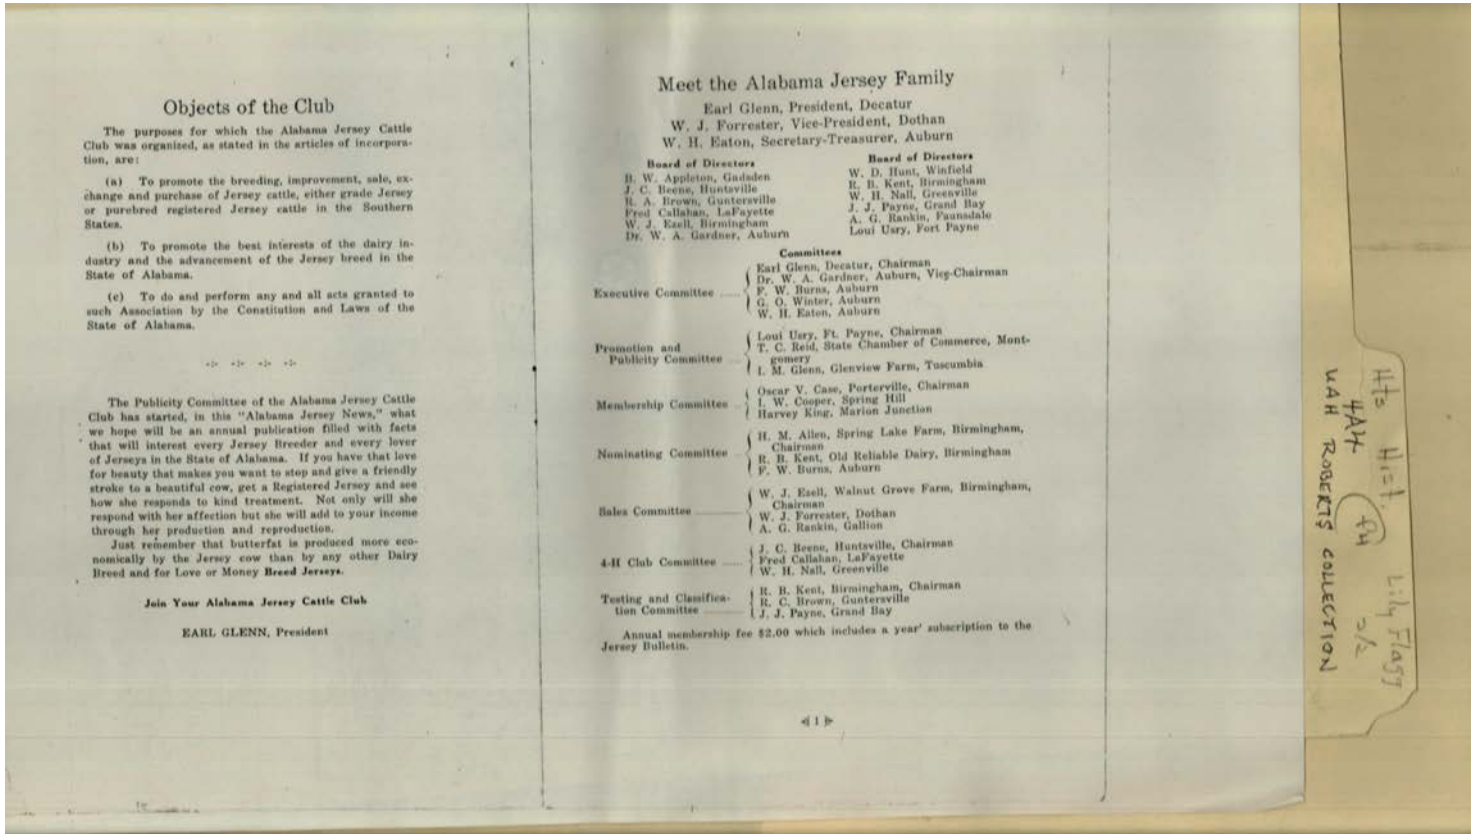 Objects of the Club
The purposes for which the Alabama Jersey Cattle
Club was organized, as stated in the articles of incorpora-
tion, are:
(a) To promote the breeding, improvement, sale, ex-
change and purchase of Jersey cattle, either grade Jersey
or purebred registered Jersey cattle in the Southern
States.
(b) To promote the best interests of the dairy in-
dustry and the advancement of the Jersey breed in the
State of Alabama.
(c) To do and perform any and all acts granted to
such Association by the Constitution and Laws of the
State of Alabama.
-:- -:- -:- -:-
The Publicity Committee of the Alabama Jersey Cattle
Club has started, in this "Alabama Jersey News," what
we hope will be an annual publication filled with facts
that will interest every Jersey Breeder and every lover
of Jerseys in the State of Alabama. If you have that love
for beauty that makes you want to stop and give a friendly
stroke to a beautiful cow, get a Registered Jersey and see
how she responds to kind treatment. Not only will she
respond with her affection but she will add to your income
through her production and reproduction.
Just remember that butterfat is produced more eco-
nomically by the Jersey cow than by any other Dairy
Breed and for Love or Money Breed Jerseys.
Join Your Alabama Jersey Cattle Club
EARL GLENN, President
Meet the Alabama Jersey Family
Earl Glenn, President, Decatur
W. J. Forrester, Vice-President, Dothan
W. H. Eaton, Secretary-Treasurer, Auburn
Board of Directors
B. W. Appleton, Gadsden
J. C. Beene, Huntsville
R. A. Brown, Guntersville
Fred Callahan, LaFayette
W. J. Ezell, Birmingham
Dr. W. A. Gardner, Auburn
Board of Directors
W. D. Hunt, Winfield
R. B. Kent, Birmingham
W. H. Nall, Greenville
J. J. Payne, Grand Bay
A. G. Rankin, Faunsdale
Loui Usry, Fort Payne
Committees
Executive Committee
Earl Glenn, Decatur, Chairman
Dr. W. A. Gardner, Auburn, Vice-Chairman
F. W. Burns, Auburn
G. O. Winter, Auburn
W. H. Eaton, Auburn
Promotion and
Publicity Committee
Loui Usry, Ft. Payne, Chairman
T. C. Reid, State Chamber of Commerce, Mont-
gomery
I. M. Glenn, Glenview Farm, Tuscumbia
Membership Committee
Oscar V. Case, Porterville, Chairman
I. W. Cooper, Spring Hill
Harvey King, Marion Junction
Nominating Committee
H. M. Allen, Spring Lake Farm, Birmingham,
Chairman
R. B. Kent, Old Reliable Dairy, Birmingham
F. W. Burns, Auburn
Sales Committee
W. J. Ezell, Walnut Grove Farm, Birmingham,
Chairman
W. J. Forrester, Dothan
A. G. Rankin, Gallion
4-H Club Committee
J. C. Beene, Huntsville, Chairman
Fred Callahan, LaFayette
W. H. Nall, Greenville
Testing and Classifica-
tion Committee
R. B. Kent, Birmingham, Chairman
R. C. Brown, Guntersville
J. J. Payne, Grand Bay
Annual membership fee $2.00 which includes a year' subscription to the
Jersey Bulletin.
1
Hts Hist. Lily Flagg
2/2
UAH ROBERTS COLLECTION